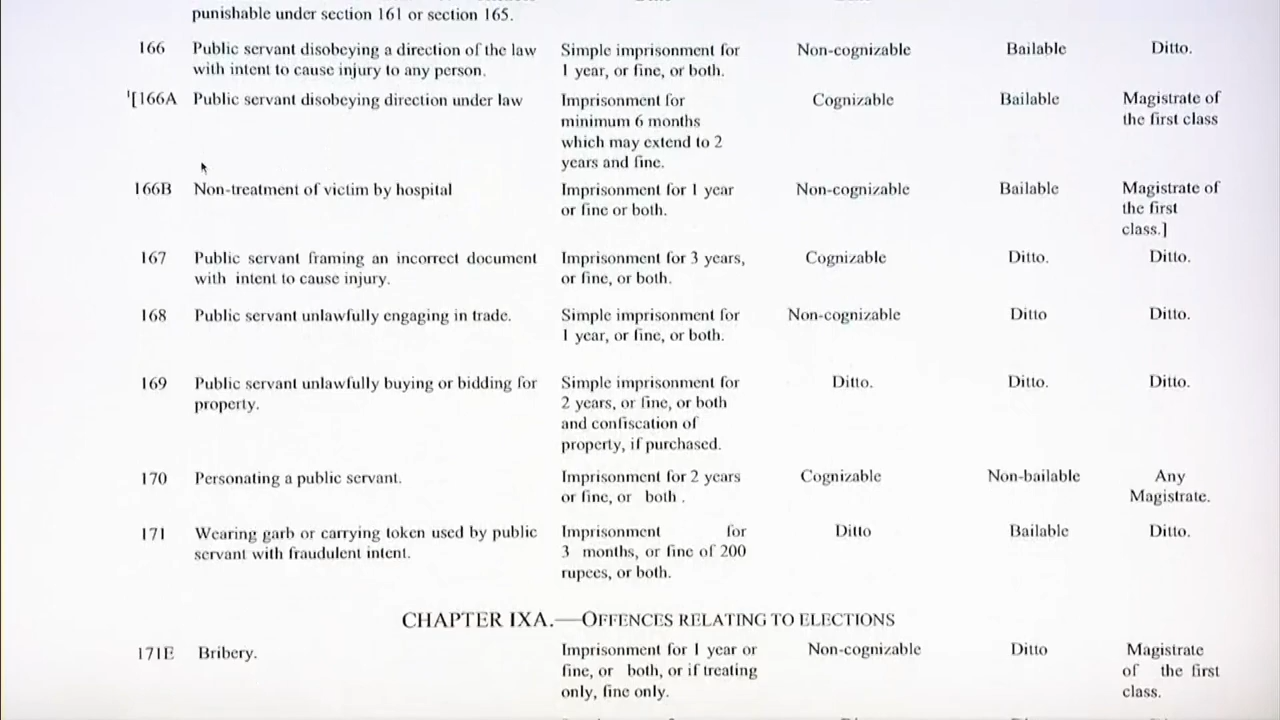 punishable under section 161 or section 165.
166 Public servant disobeying a direction of the law Simple imprisonment for Non-cognizable Bailable Ditto.
with intent to cause injury to any person. 1 year, or fine, or both.
¹[166A Public servant disobeying direction under law Imprisonment for Cognizable Bailable Magistrate of
minimum 6 months the first class
which may extend to 2
years and fine.
166B Non-treatment of victim by hospital Imprisonment for 1 year Non-cognizable Bailable Magistrate of
or fine or both. the first
class.]
167 Public servant framing an incorrect document Imprisonment for 3 years, Cognizable Ditto. Ditto.
with intent to cause injury. or fine, or both.
168 Public servant unlawfully engaging in trade. Simple imprisonment for Non-cognizable Ditto Ditto.
1 year, or fine, or both.
169 Public servant unlawfully buying or bidding for Simple imprisonment for Ditto. Ditto. Ditto.
property. 2 years, or fine, or both
and confiscation of
property, if purchased.
170 Personating a public servant. Imprisonment for 2 years Cognizable Non-bailable Any
or fine, or both . Magistrate.
171 Wearing garb or carrying token used by public Imprisonment for Ditto Bailable Ditto.
servant with fraudulent intent. 3 months, or fine of 200
rupees, or both.
CHAPTER IXA.—OFFENCES RELATING TO ELECTIONS
171E Bribery. Imprisonment for 1 year or Non-cognizable Ditto Magistrate
fine, or both, or if treating of the first
only, fine only. class.